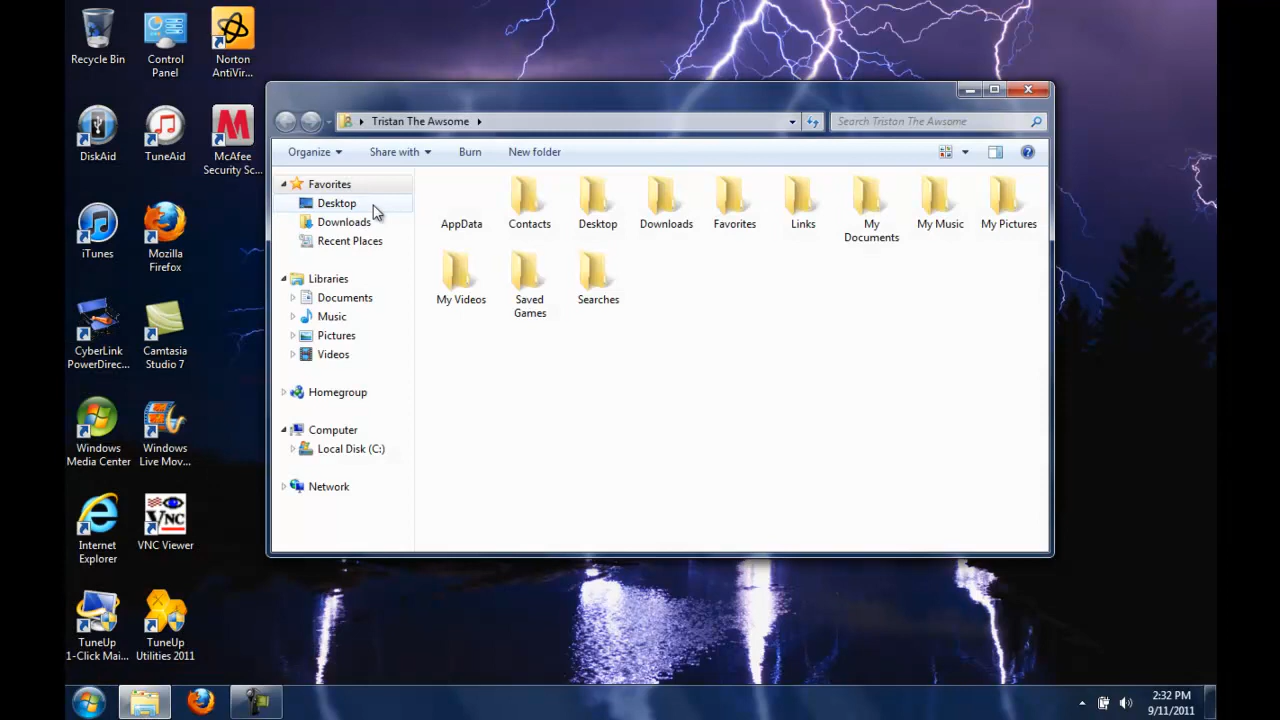 Recycle Bin
Control
Panel
Norton
AntiVir...
DiskAid
TuneAid
McAfee
Security Sc...
iTunes
Mozilla
Firefox
CyberLink
PowerDirec...
Camtasia
Studio 7
Windows
Media Center
Windows
Live Mov...
Internet
Explorer
VNC
VNC Viewer
TuneUp
1-Click Mai...
TuneUp
Utilities 2011
Tristan The Awsome
Search Tristan The Awsome
Organize
Share with
Burn
New folder
Favorites
Desktop
Downloads
Recent Places
Libraries
Documents
Music
Pictures
Videos
Homegroup
Computer
Local Disk (C:)
Network
AppData
Contacts
Desktop
Downloads
Favorites
Links
My
Documents
My Music
My Pictures
My Videos
Saved
Games
Searches
2:32 PM
9/11/2011